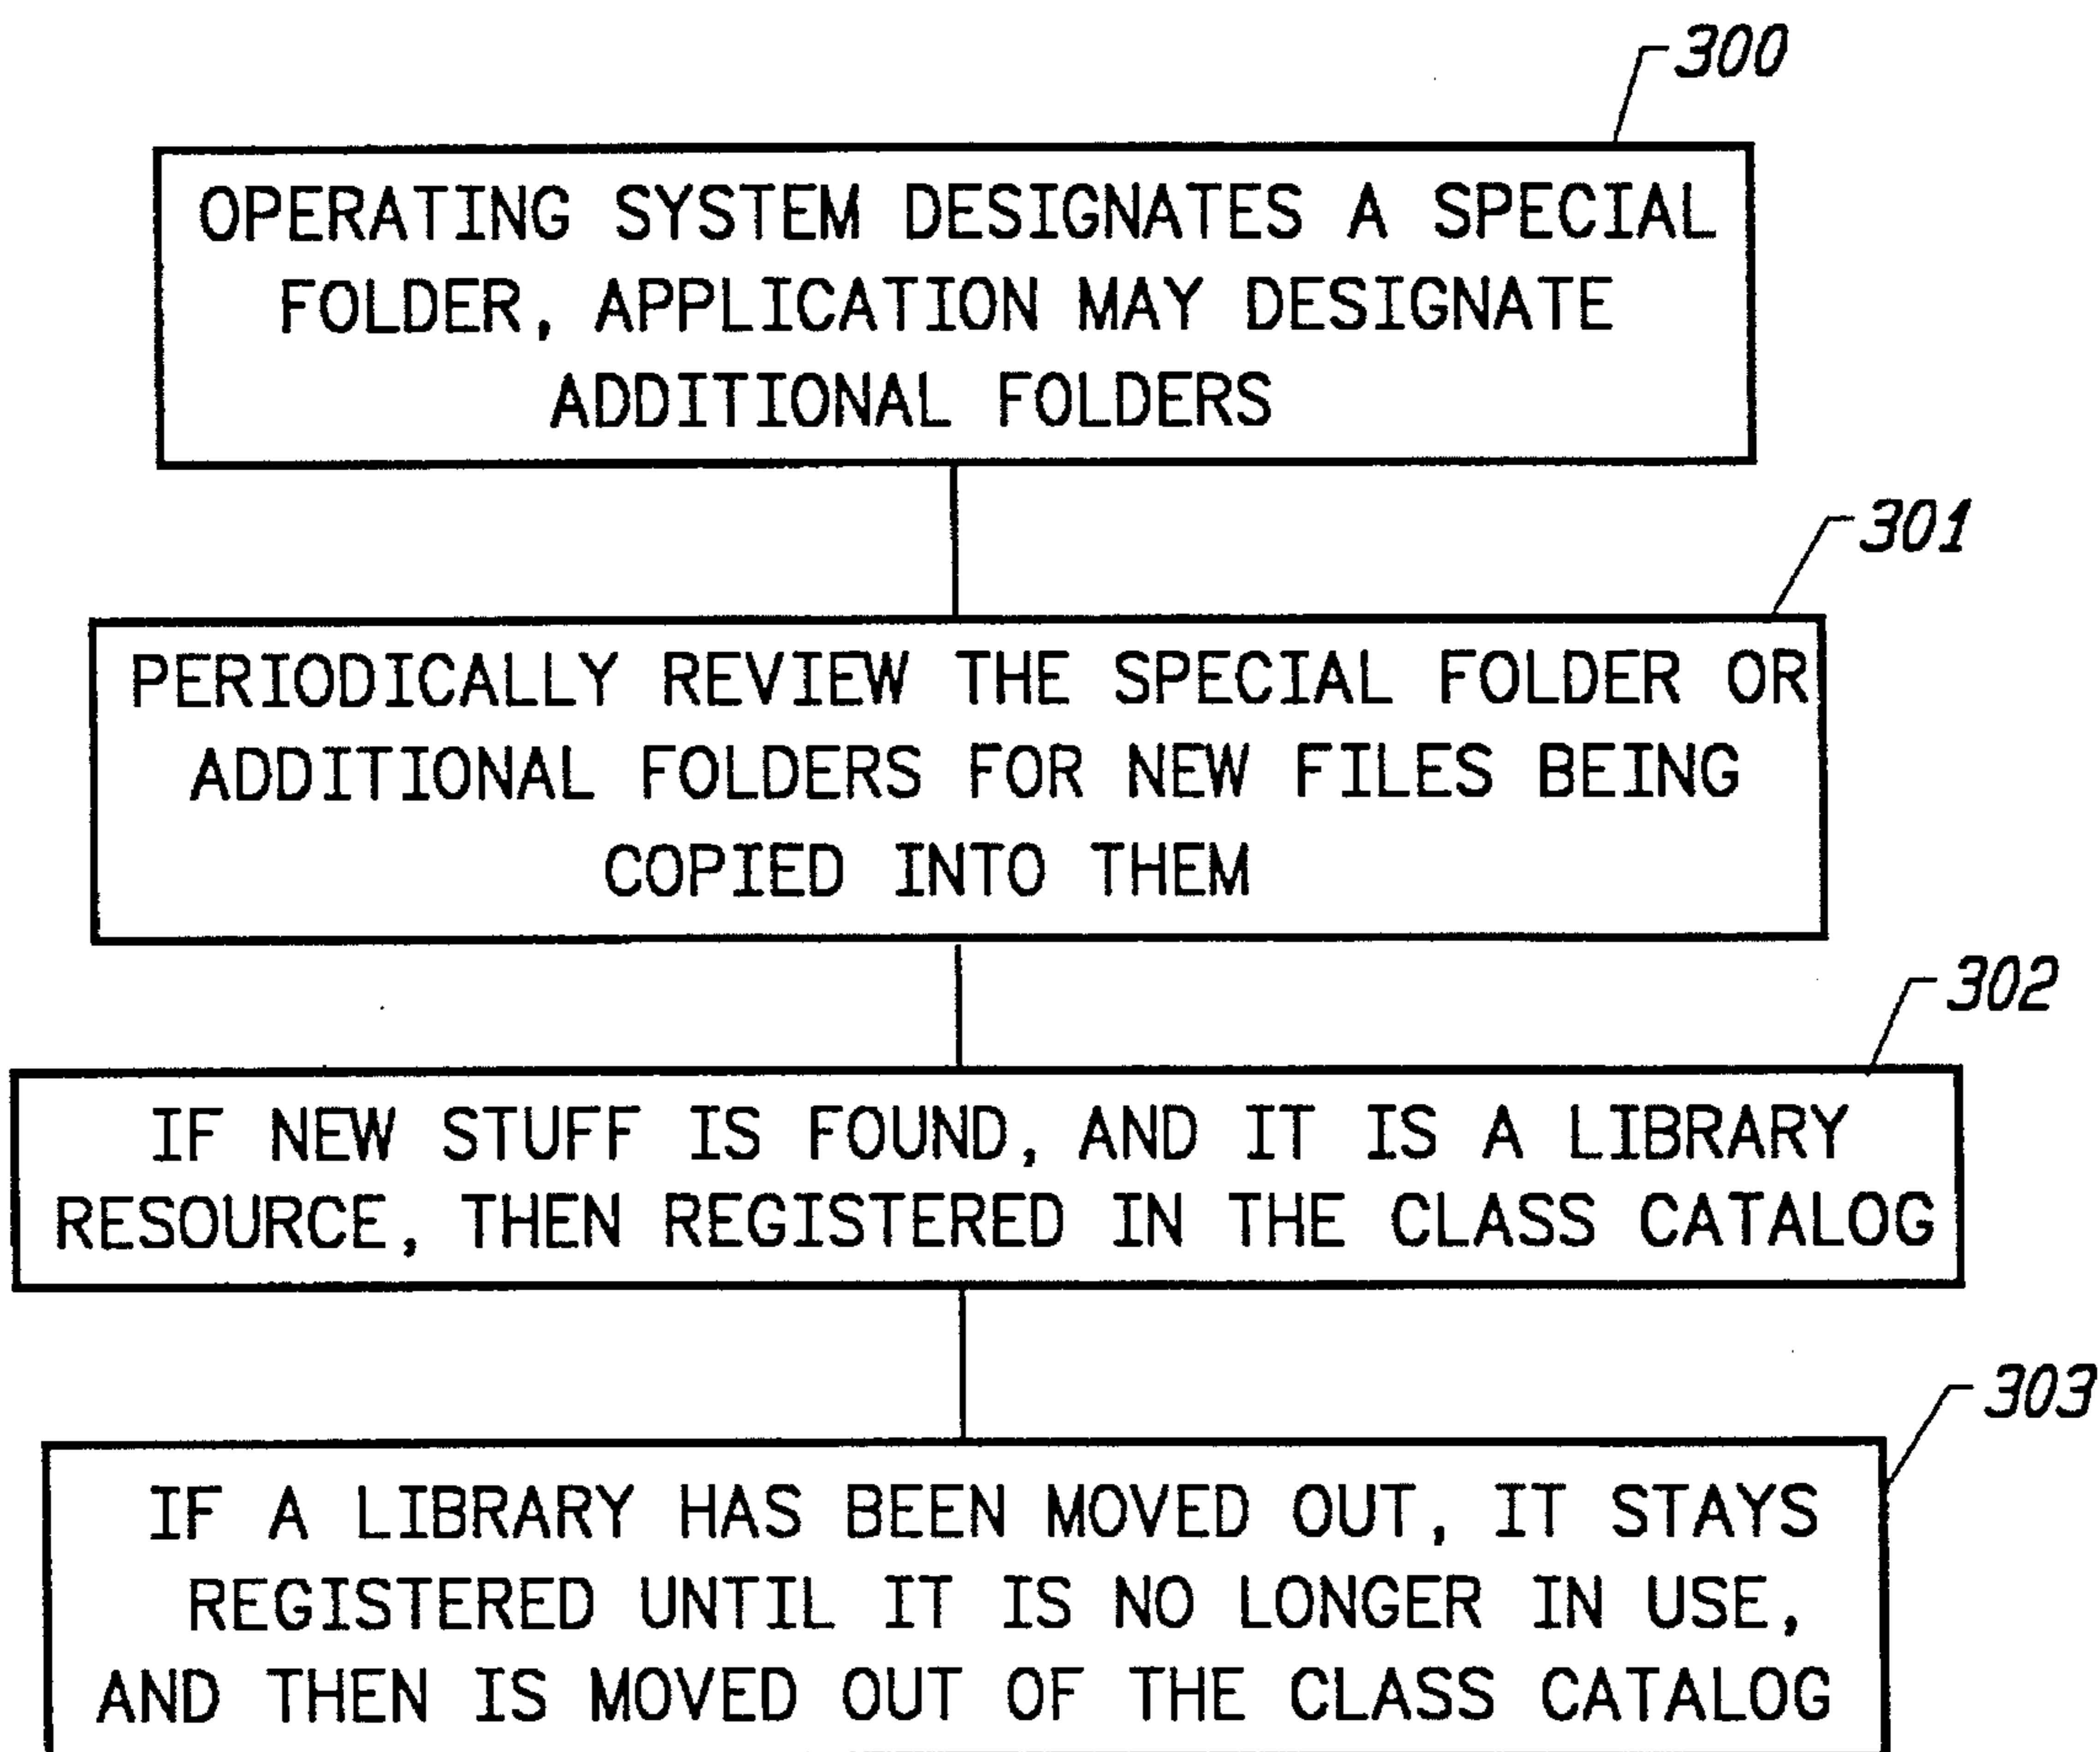 300
OPERATING SYSTEM DESIGNATES A SPECIAL
FOLDER, APPLICATION MAY DESIGNATE
ADDITIONAL FOLDERS
301
PERIODICALLY REVIEW THE SPECIAL FOLDER OR
ADDITIONAL FOLDERS FOR NEW FILES BEING
COPIED INTO THEM
302
IF NEW STUFF IS FOUND, AND IT IS A LIBRARY
RESOURCE, THEN REGISTERED IN THE CLASS CATALOG
303
IF A LIBRARY HAS BEEN MOVED OUT, IT STAYS
REGISTERED UNTIL IT IS NO LONGER IN USE,
AND THEN IS MOVED OUT OF THE CLASS CATALOG